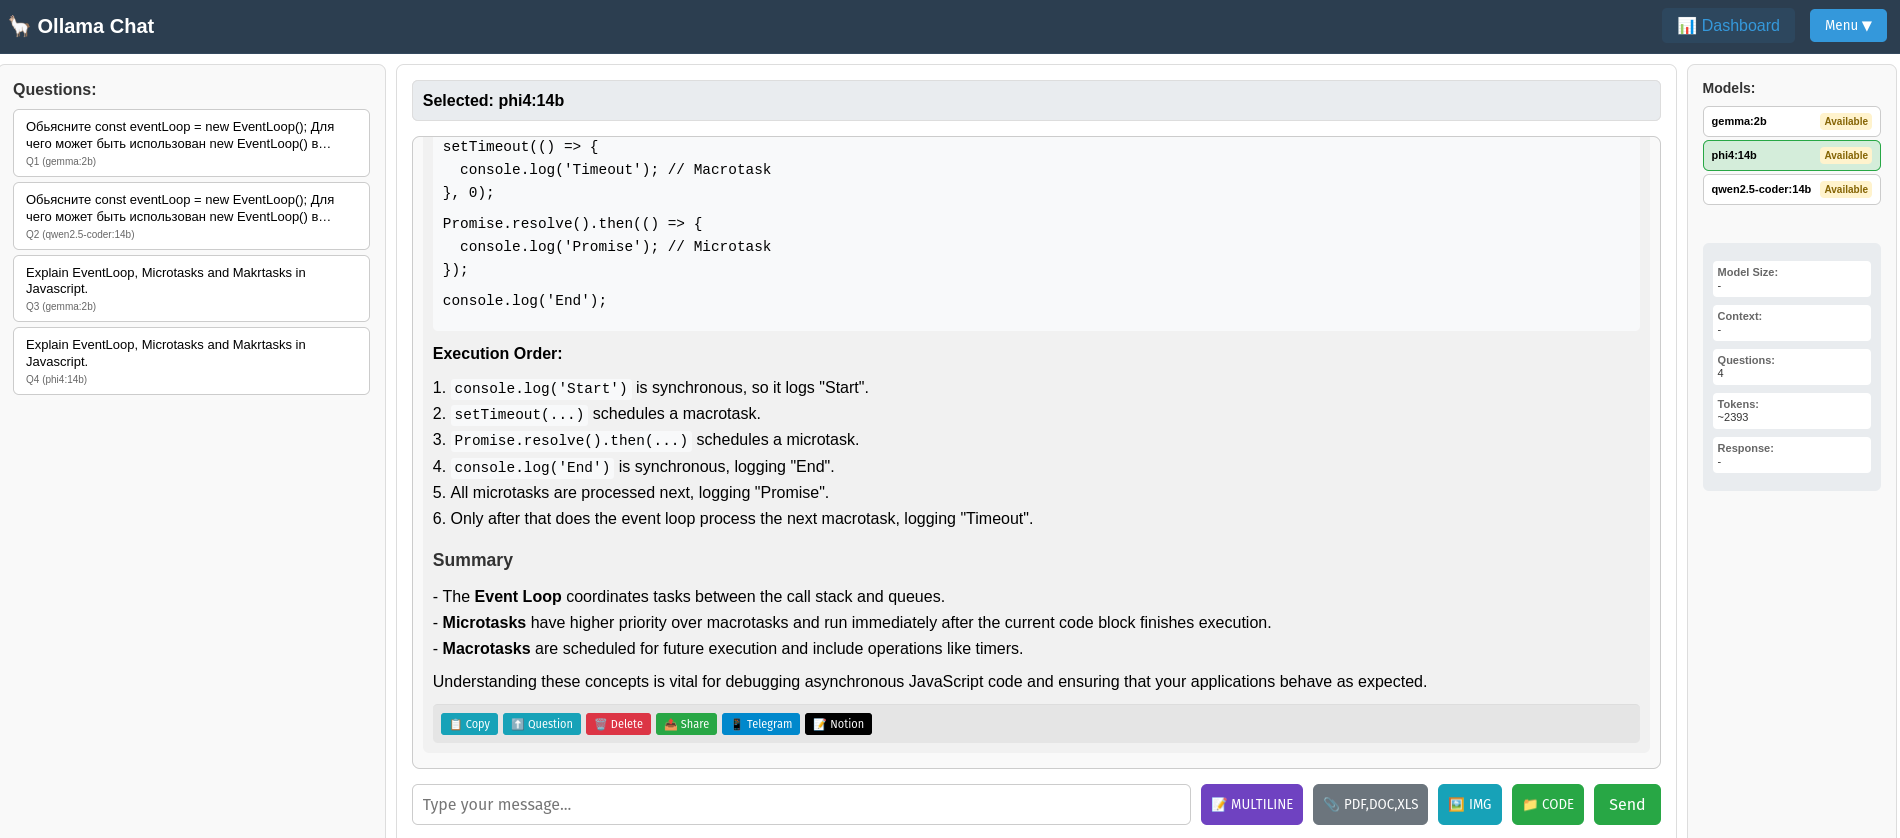 🦙 Ollama Chat
📊 Dashboard
Menu ▼
Questions:
Обьясните const eventLoop = new EventLoop(); Для
чего может быть использован new EventLoop() в…
Q1 (gemma:2b)
Обьясните const eventLoop = new EventLoop(); Для
чего может быть использован new EventLoop() в…
Q2 (qwen2.5-coder:14b)
Explain EventLoop, Microtasks and Makrtasks in
Javascript.
Q3 (gemma:2b)
Explain EventLoop, Microtasks and Makrtasks in
Javascript.
Q4 (phi4:14b)
Selected: phi4:14b
setTimeout(() => {
  console.log('Timeout'); // Macrotask
}, 0);
Promise.resolve().then(() => {
  console.log('Promise'); // Microtask
});
console.log('End');
Execution Order:
1. console.log('Start') is synchronous, so it logs "Start".
2. setTimeout(...) schedules a macrotask.
3. Promise.resolve().then(...) schedules a microtask.
4. console.log('End') is synchronous, logging "End".
5. All microtasks are processed next, logging "Promise".
6. Only after that does the event loop process the next macrotask, logging "Timeout".
Summary
- The Event Loop coordinates tasks between the call stack and queues.
- Microtasks have higher priority over macrotasks and run immediately after the current code block finishes execution.
- Macrotasks are scheduled for future execution and include operations like timers.
Understanding these concepts is vital for debugging asynchronous JavaScript code and ensuring that your applications behave as expected.
📋 Copy
⬆️ Question
🗑️ Delete
📤 Share
📱 Telegram
📝 Notion
Type your message...
📝 MULTILINE
📎 PDF,DOC,XLS
🖼️ IMG
📁 CODE
Send
Models:
gemma:2b Available
phi4:14b Available
qwen2.5-coder:14b Available
Model Size:
-
Context:
-
Questions:
4
Tokens:
~2393
Response:
-